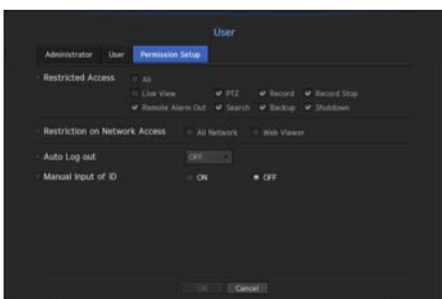 User
Administrator User Permission Setup
Restricted Access All
Live View PTZ Record Record Stop
Remote Alarm Out Search Backup Shutdown
Restriction on Network Access All Network Web Viewer
Auto Log out OFF
Manual Input of ID ON OFF
OK Cancel